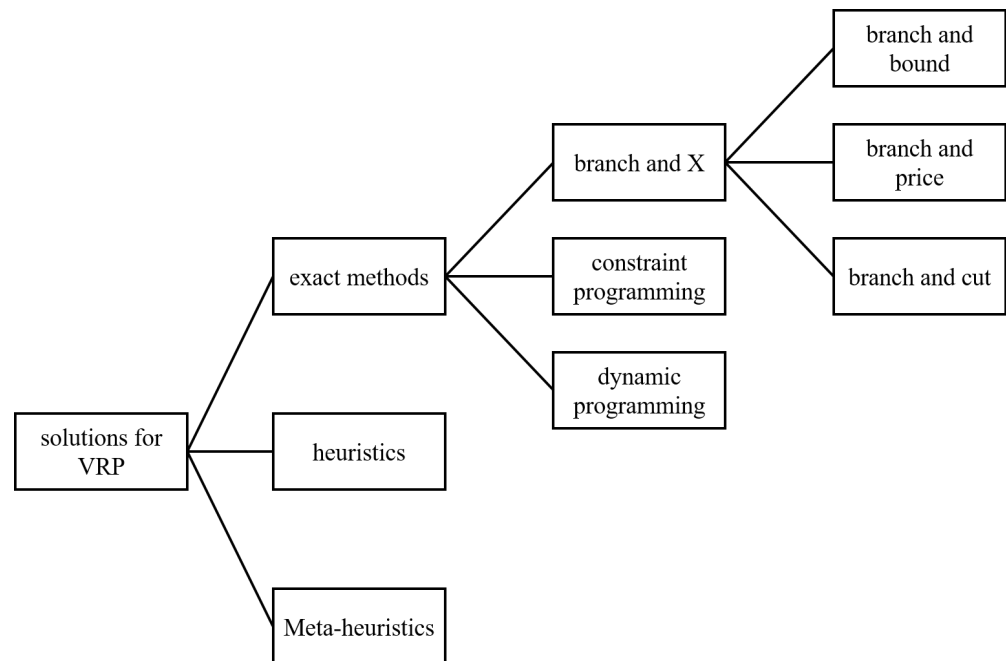 branch and
bound
branch and X
branch and
price
exact methods
constraint
programming
branch and cut
dynamic
programming
solutions for
VRP
heuristics
Meta-heuristics